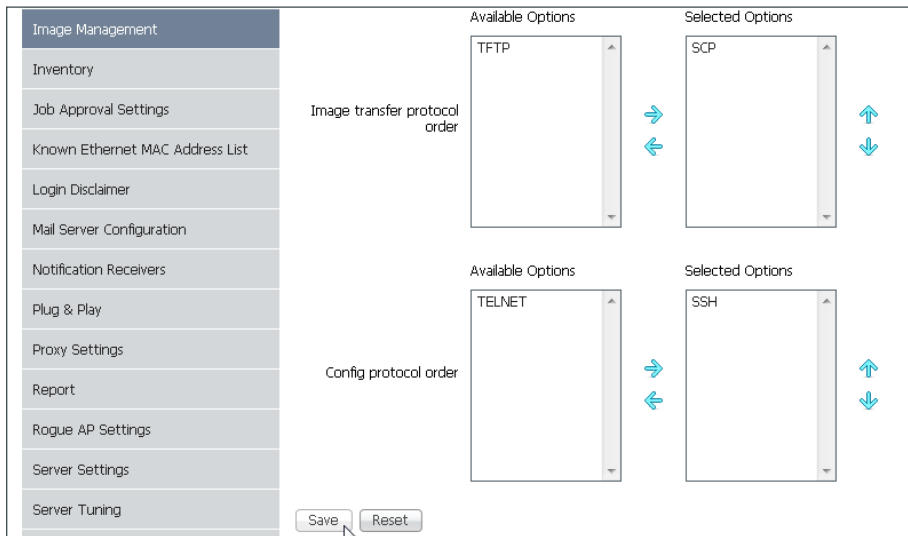 Image Management
Inventory
Job Approval Settings
Known Ethernet MAC Address List
Login Disclaimer
Mail Server Configuration
Notification Receivers
Plug & Play
Proxy Settings
Report
Rogue AP Settings
Server Settings
Server Tuning
Available Options
Selected Options
Image transfer protocol
order
TFTP
SCP
Available Options
Selected Options
Config protocol order
TELNET
SSH
Save
Reset